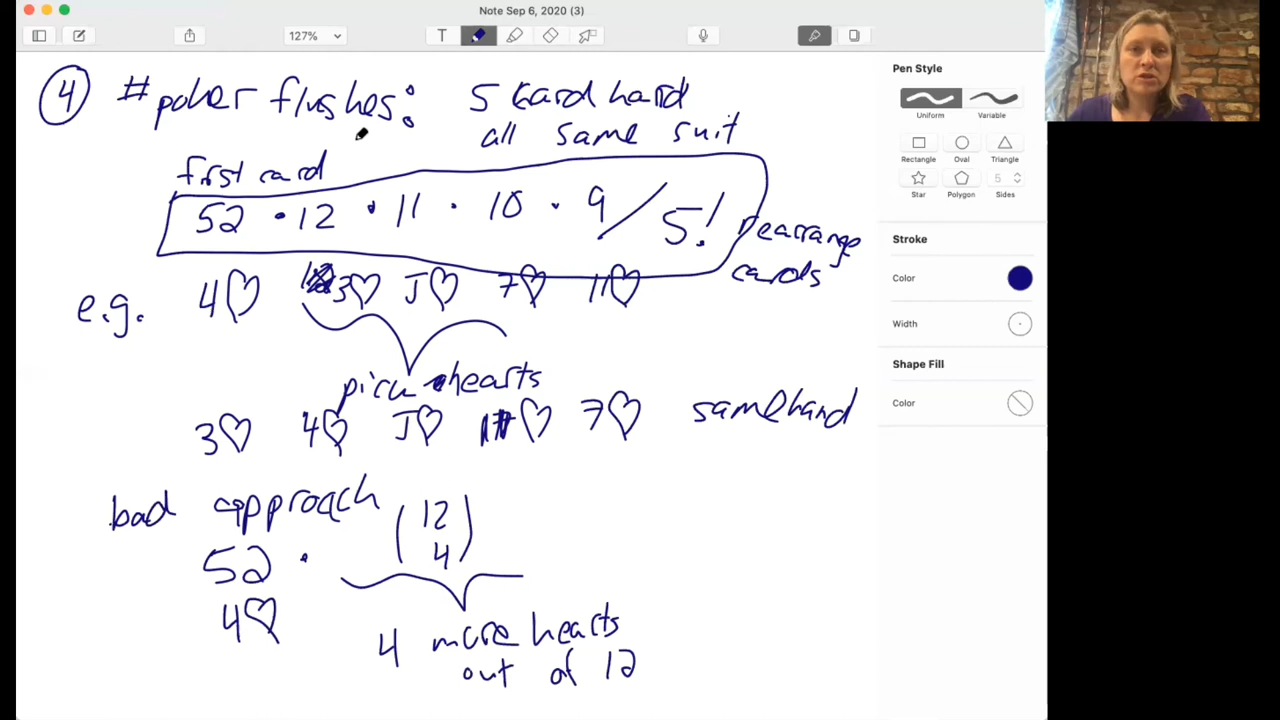 Note Sep 6, 2020 (3)
127%
T
④ #poker flushes: 5 card hand
all same suit
first card
52 · 12 · 11 · 10 · 9 / 5! rearrange
cards
e.g. 4♡ 3♡ J♡ 7♡ 11♡
pick hearts
3♡ 4♡ J♡ 11♡ 7♡ same hand
bad approach
52 · (12
4)
4♡
4 more hearts
out of 12
Pen Style
Uniform Variable
Rectangle Oval Triangle
5
Star Polygon Sides
Stroke
Color
Width
Shape Fill
Color